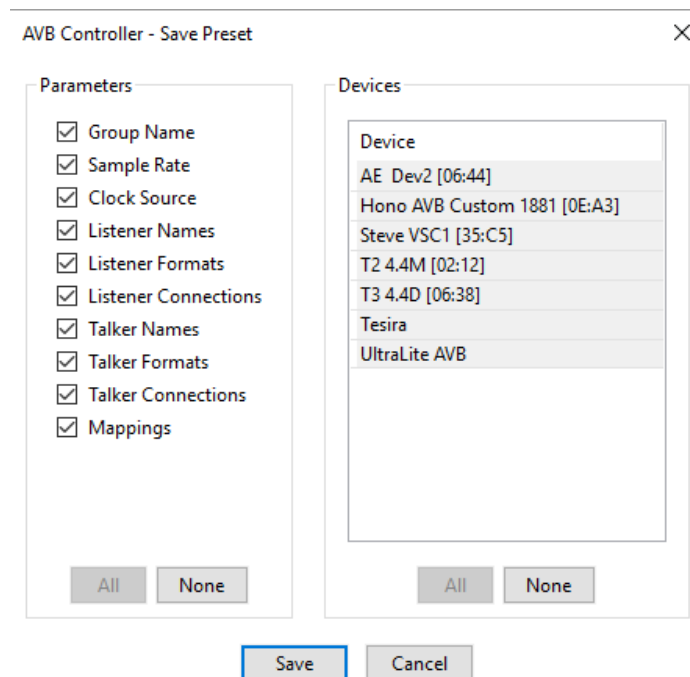 AVB Controller - Save Preset
Parameters
Group Name
Sample Rate
Clock Source
Listener Names
Listener Formats
Listener Connections
Talker Names
Talker Formats
Talker Connections
Mappings
All
None
Devices
Device
AE Dev2 [06:44]
Hono AVB Custom 1881 [0E:A3]
Steve VSC1 [35:C5]
T2 4.4M [02:12]
T3 4.4D [06:38]
Tesira
UltraLite AVB
All
None
Save
Cancel